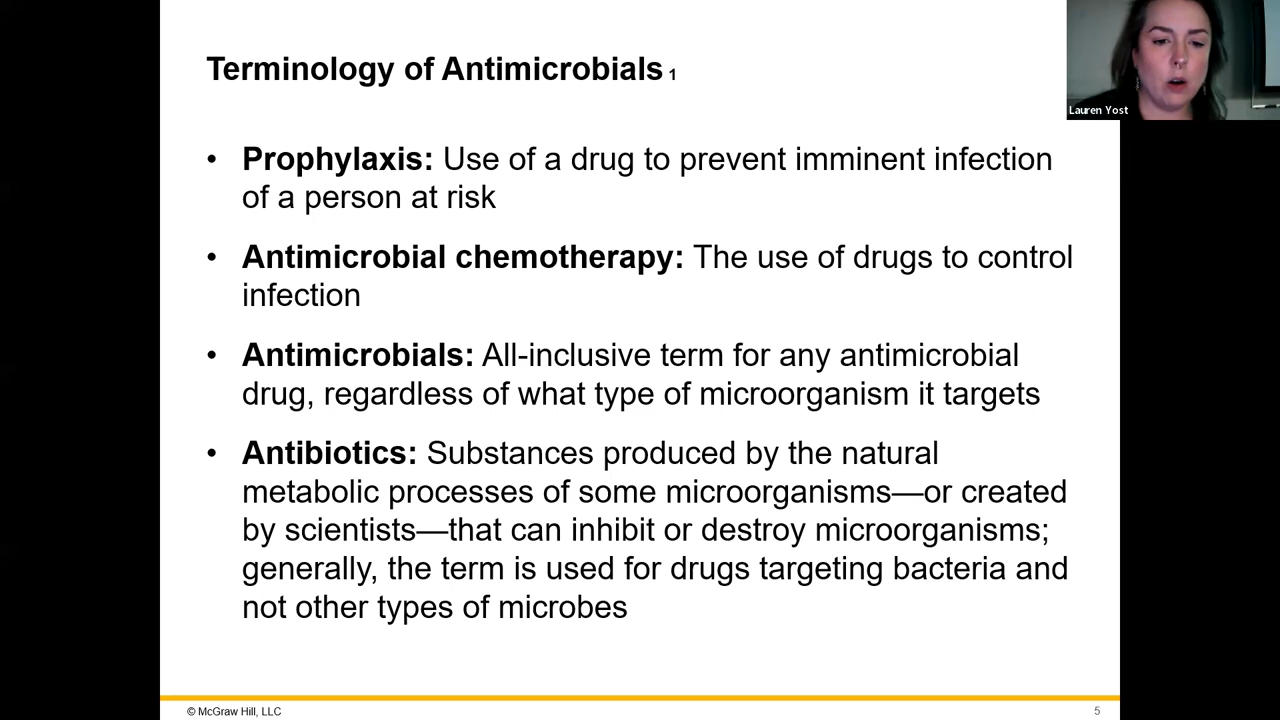 Terminology of Antimicrobials 1
Lauren Yost
• Prophylaxis: Use of a drug to prevent imminent infection
of a person at risk
• Antimicrobial chemotherapy: The use of drugs to control
infection
• Antimicrobials: All-inclusive term for any antimicrobial
drug, regardless of what type of microorganism it targets
• Antibiotics: Substances produced by the natural
metabolic processes of some microorganisms—or created
by scientists—that can inhibit or destroy microorganisms;
generally, the term is used for drugs targeting bacteria and
not other types of microbes
© McGraw Hill, LLC
5